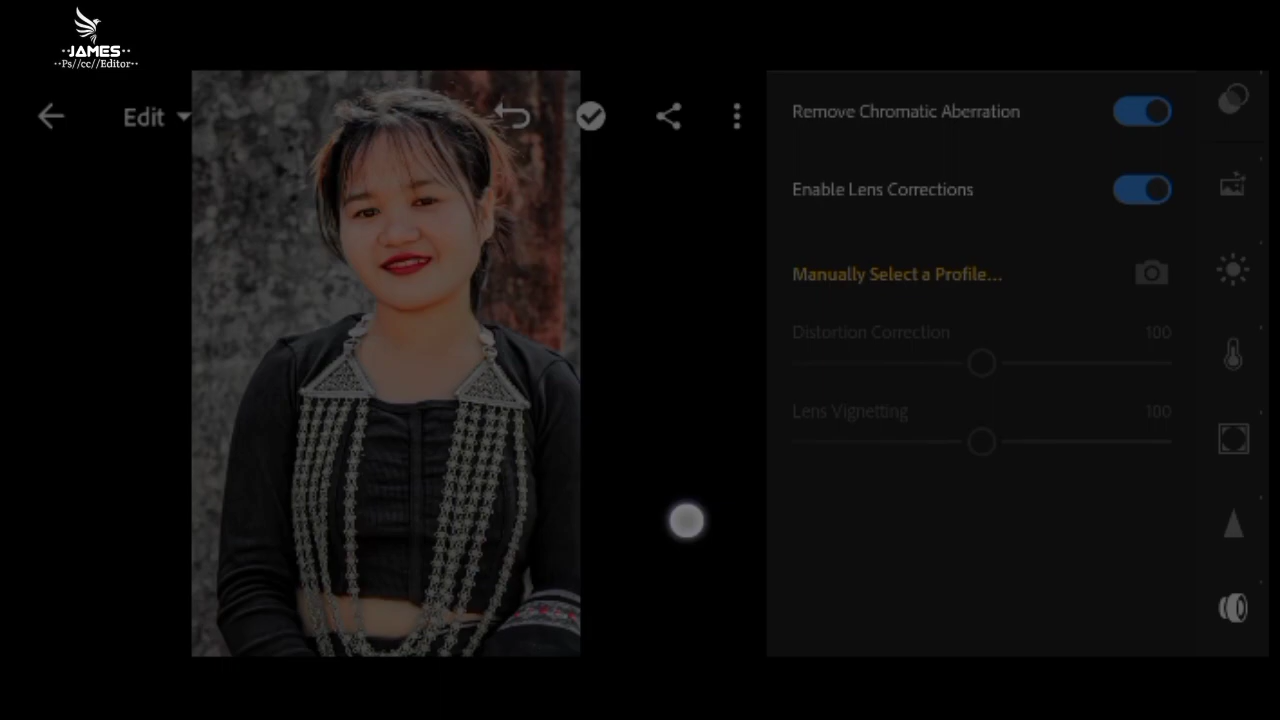 ··JAMES··
··Ps//cc//Editor··
Edit
Remove Chromatic Aberration
Enable Lens Corrections
Manually Select a Profile...
Distortion Correction 100
Lens Vignetting 100